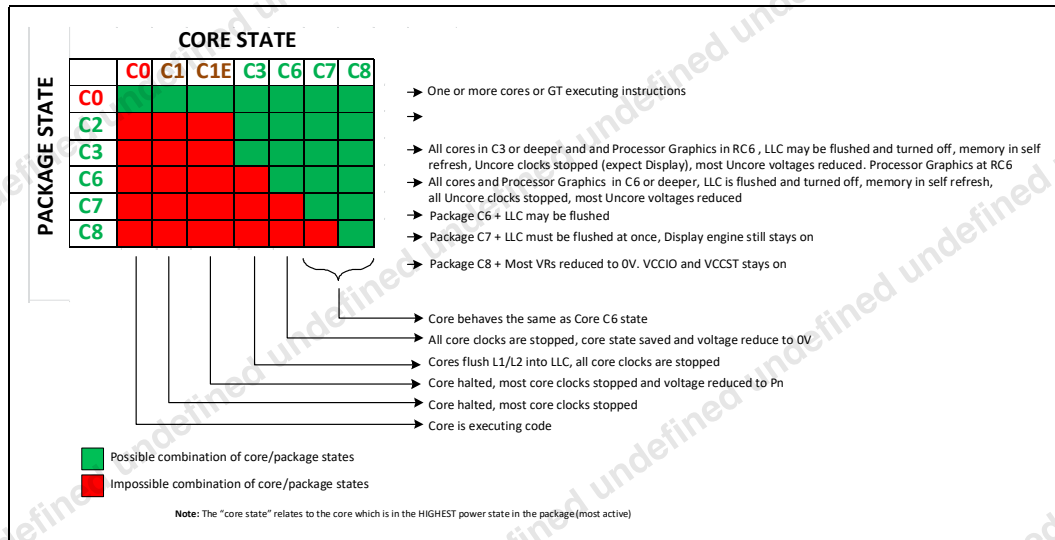 CORE STATE
PACKAGE STATE
C0 C1 C1E C3 C6 C7 C8
C0
C2
C3
C6
C7
C8
One or more cores or GT executing instructions
All cores in C3 or deeper and and Processor Graphics in RC6 , LLC may be flushed and turned off, memory in self
refresh, Uncore clocks stopped (expect Display), most Uncore voltages reduced. Processor Graphics at RC6
All cores and Processor Graphics in C6 or deeper, LLC is flushed and turned off, memory in self refresh,
all Uncore clocks stopped, most Uncore voltages reduced
Package C6 + LLC may be flushed
Package C7 + LLC must be flushed at once, Display engine still stays on
Package C8 + Most VRs reduced to 0V. VCCIO and VCCST stays on
Core behaves the same as Core C6 state
All core clocks are stopped, core state saved and voltage reduce to 0V
Cores flush L1/L2 into LLC, all core clocks are stopped
Core halted, most core clocks stopped and voltage reduced to Pn
Core halted, most core clocks stopped
Core is executing code
Possible combination of core/package states
Impossible combination of core/package states
Note: The "core state" relates to the core which is in the HIGHEST power state in the package (most active)
undefined undefined undefined undefined undefined